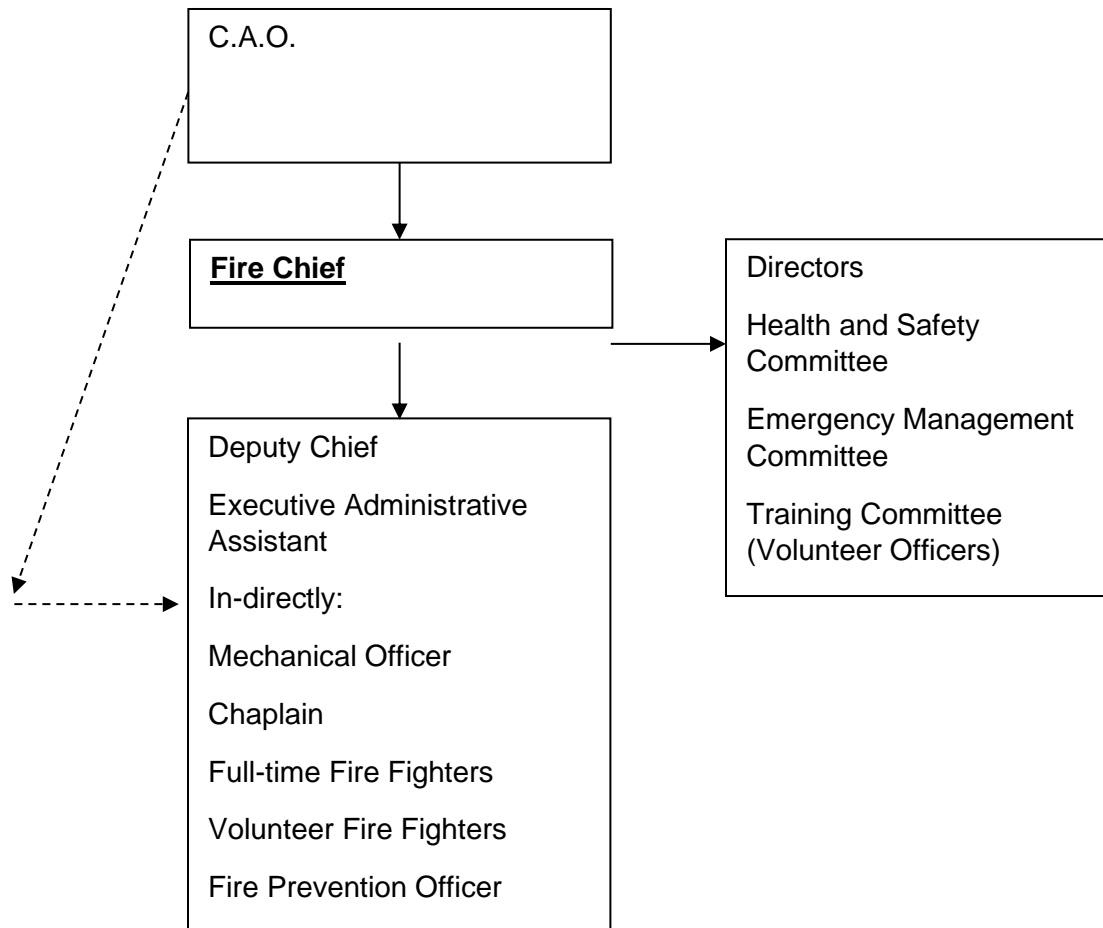 C.A.O.
Fire Chief
Directors
Health and Safety
Committee
Emergency Management
Committee
Training Committee
(Volunteer Officers)
Deputy Chief
Executive Administrative
Assistant
In-directly:
Mechanical Officer
Chaplain
Full-time Fire Fighters
Volunteer Fire Fighters
Fire Prevention Officer